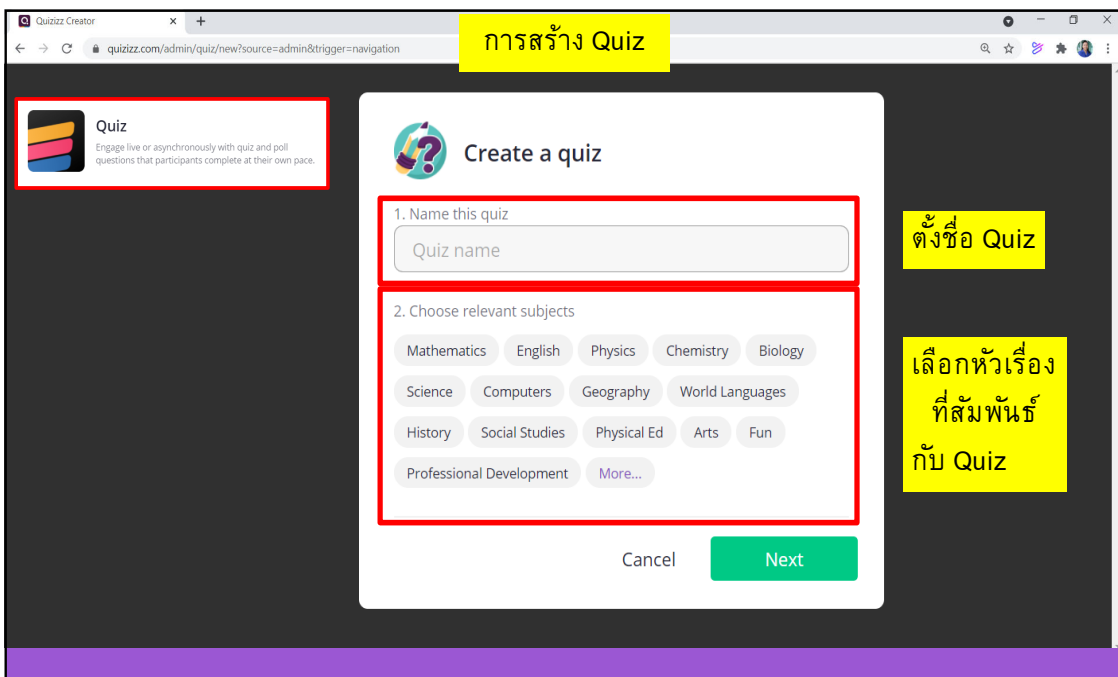 Quizizz Creator
การสร้าง Quiz
quizizz.com/admin/quiz/new?source=admin&trigger=navigation
Quiz
Engage live or asynchronously with quiz and poll
questions that participants complete at their own pace.
Create a quiz
1. Name this quiz
Quiz name
ตั้งชื่อ Quiz
2. Choose relevant subjects
Mathematics English Physics Chemistry Biology
Science Computers Geography World Languages
History Social Studies Physical Ed Arts Fun
Professional Development More...
เลือกหัวเรื่อง
ที่สัมพันธ์
กับ Quiz
Cancel Next